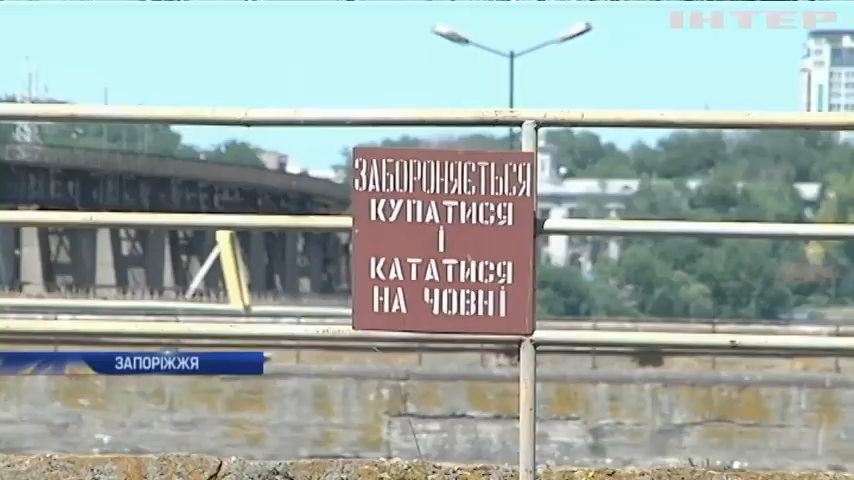 ІНТЕР
ЗАБОРОНЯЄТЬСЯ
КУПАТИСЯ
І
КАТАТИСЯ
НА ЧОВНІ
ЗАПОРІЖЖЯ